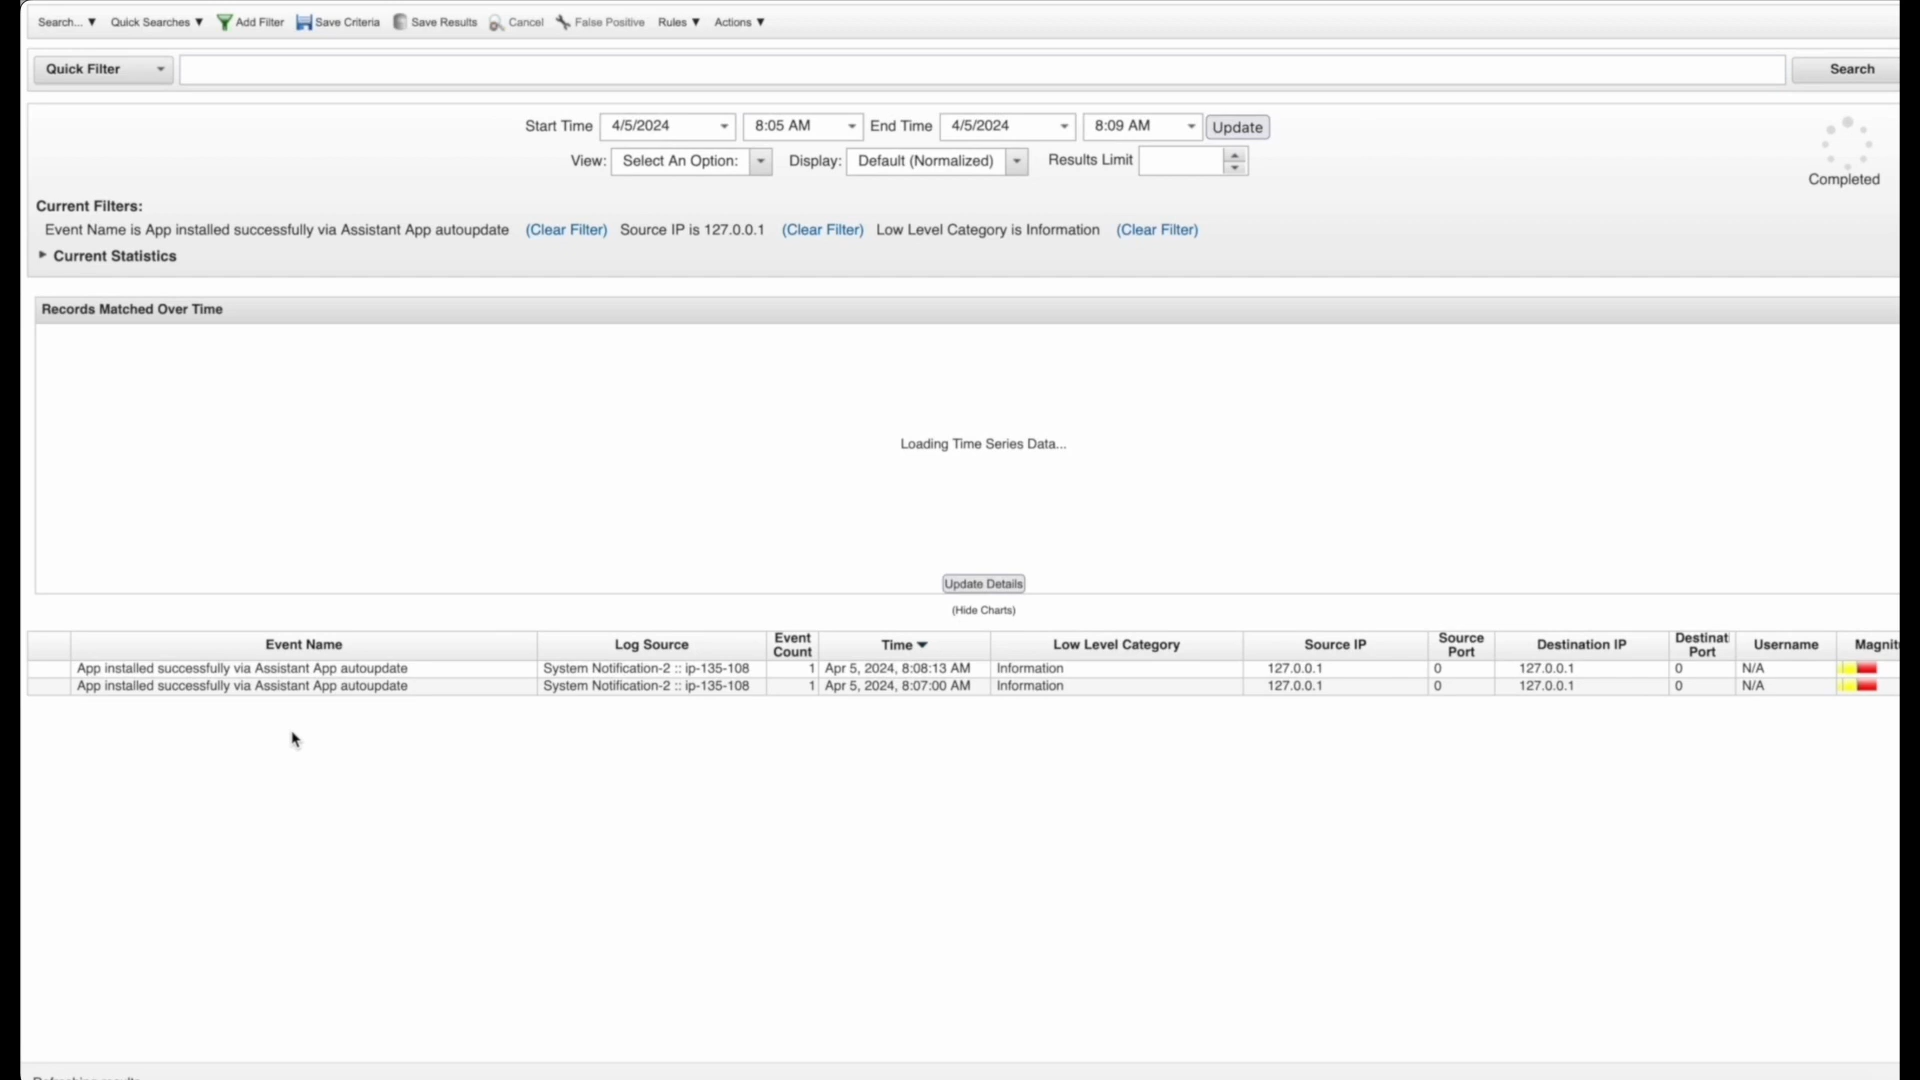 Search... ▼ Quick Searches ▼ Add Filter Save Criteria Save Results Cancel False Positive Rules ▼ Actions ▼
Quick Filter Search
Start Time 4/5/2024 8:05 AM End Time 4/5/2024 8:09 AM Update
View: Select An Option: Display: Default (Normalized) Results Limit
Completed
Current Filters:
Event Name is App installed successfully via Assistant App autoupdate (Clear Filter) Source IP is 127.0.0.1 (Clear Filter) Low Level Category is Information (Clear Filter)
Current Statistics
Records Matched Over Time
Loading Time Series Data...
Update Details
(Hide Charts)
Event Name Log Source Event Count Time Low Level Category Source IP Source Port Destination IP Destinat Port Username Magnit
App installed successfully via Assistant App autoupdate System Notification-2 :: ip-135-108 1 Apr 5, 2024, 8:08:13 AM Information 127.0.0.1 0 127.0.0.1 0 N/A
App installed successfully via Assistant App autoupdate System Notification-2 :: ip-135-108 1 Apr 5, 2024, 8:07:00 AM Information 127.0.0.1 0 127.0.0.1 0 N/A